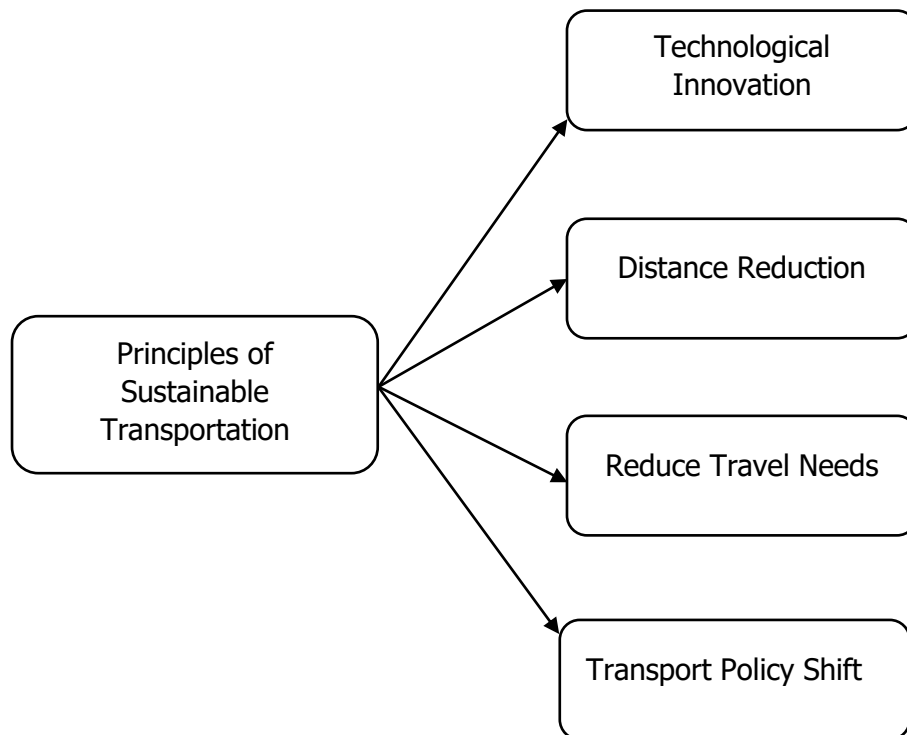 Technological
Innovation
Distance Reduction
Principles of
Sustainable
Transportation
Reduce Travel Needs
Transport Policy Shift